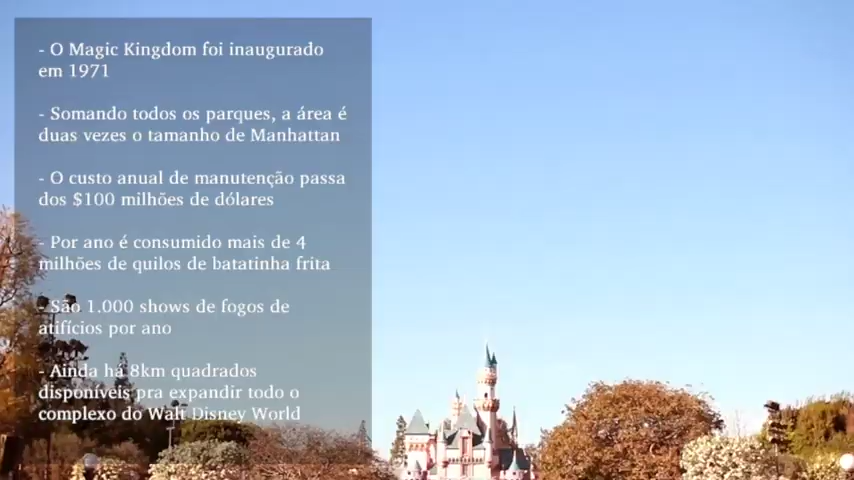 - O Magic Kingdom foi inaugurado
em 1971
- Somando todos os parques, a área é
duas vezes o tamanho de Manhattan
- O custo anual de manutenção passa
dos $100 milhões de dólares
- Por ano é consumido mais de 4
milhões de quilos de batatinha frita
- São 1.000 shows de fogos de
atifícios por ano
- Ainda há 8km quadrados
disponíveis pra expandir todo o
complexo do Walt Disney World